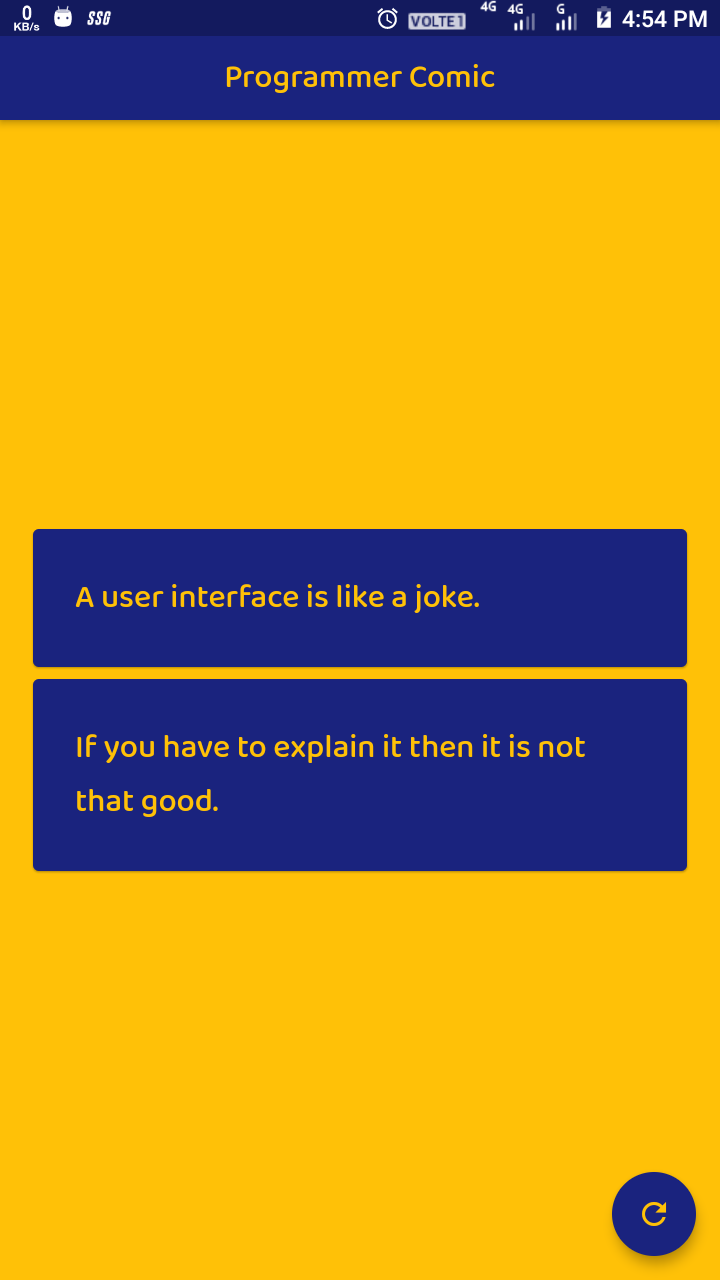 0
KB/s
SSG
VOLTE 1
4G
4G
G
4:54 PM
Programmer Comic
A user interface is like a joke.
If you have to explain it then it is not
that good.